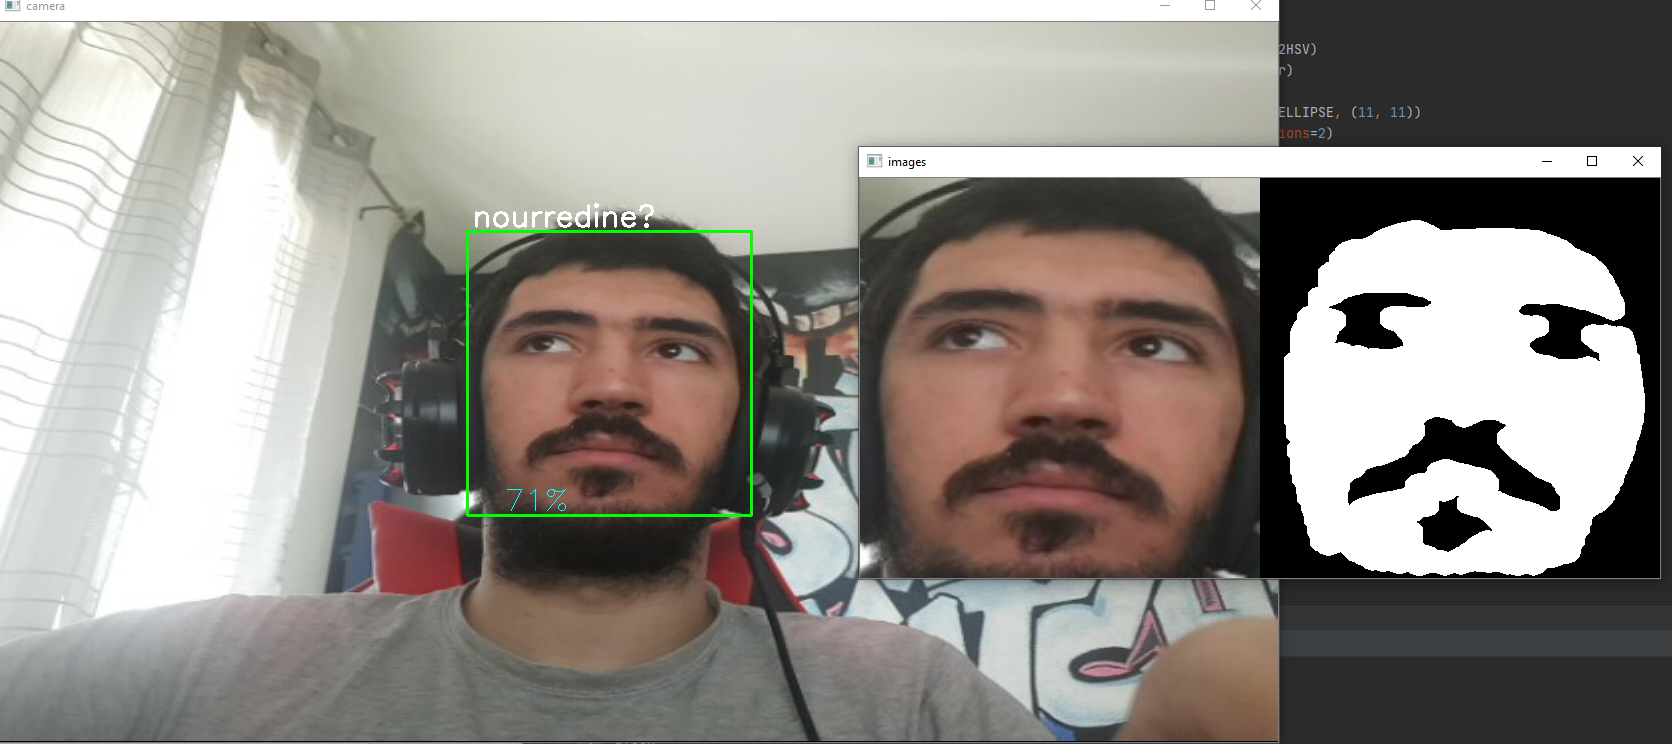 camera
2HSV)
r)
ELLIPSE, (11, 11))
ions=2)
images
nourredine?
71%